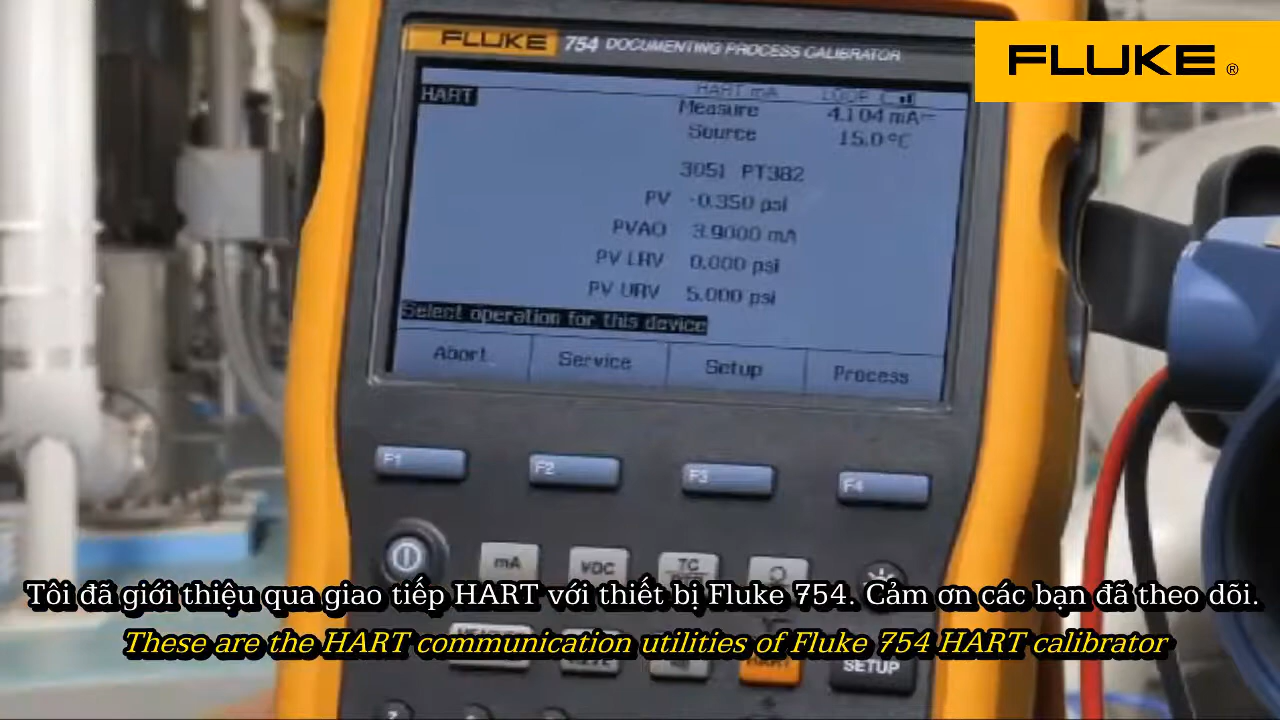 FLUKE 754 DOCUMENTING PROCESS CALIBRATOR
FLUKE ®
HART
HART mA
LOOP
Measure 4.104 mA
Source 15.0 °C
3051 PT382
PV -0.350 psi
PVAO 3.9000 mA
PV LRV 0.000 psi
PV URV 5.000 psi
Select operation for this device
Abort Service Setup Process
F1 F2 F3 F4
mA VDC TC
Tôi đã giới thiệu qua giao tiếp HART với thiết bị Fluke 754. Cảm ơn các bạn đã theo dõi.
These are the HART communication utilities of Fluke 754 HART calibrator
HART SETUP